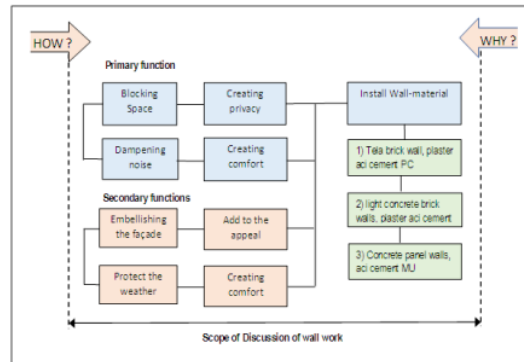 HOW ?
WHY ?
Primary function
Blocking
Space
Creating
privacy
Install Wall-material
Dampening
noise
Creating
comfort
1) Tela brick wall, plaster
aci cement PC
Secondary functions
2) light concrete brick
walls, plaster aci cement
Embellishing
the façade
Add to the
appeal
3) Concrete panel walls,
aci cement MU
Protect the
weather
Creating
comfort
Scope of Discussion of wall work